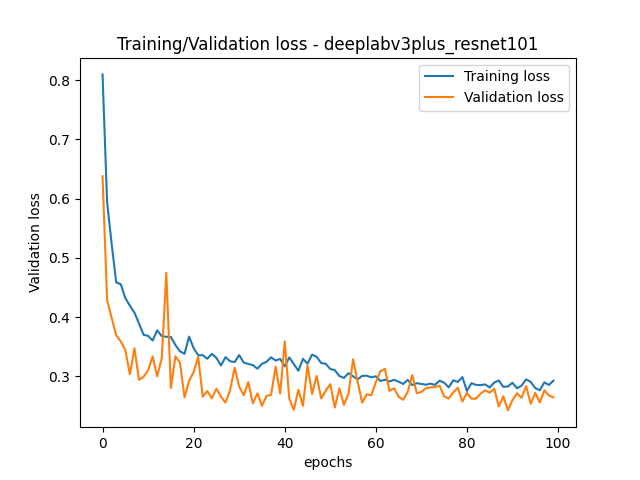 Training/Validation loss - deeplabv3plus_resnet101
Training loss
Validation loss
0.8
0.7
0.6
0.5
0.4
0.3
Validation loss
0
20
40
60
80
100
epochs